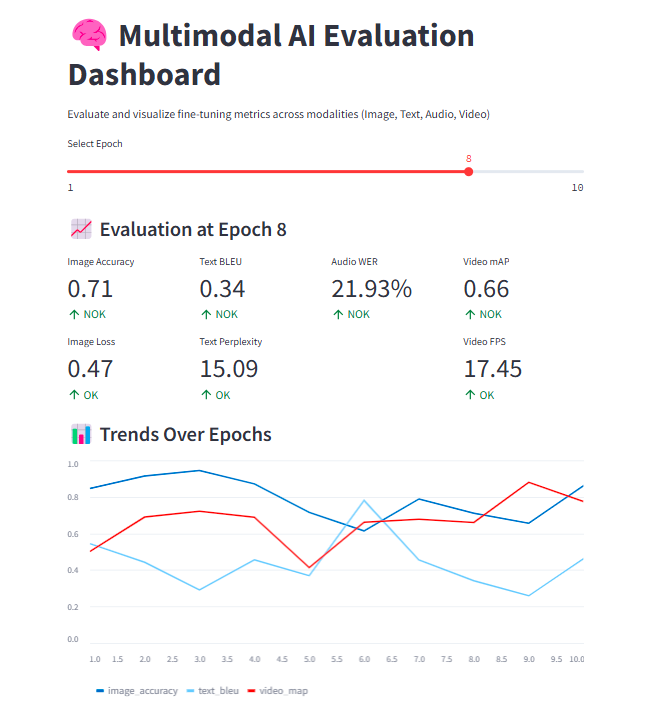 Multimodal AI Evaluation
Dashboard
Evaluate and visualize fine-tuning metrics across modalities (Image, Text, Audio, Video)
Select Epoch
8
1 10
Evaluation at Epoch 8
Image Accuracy Text BLEU Audio WER Video mAP
0.71 0.34 21.93% 0.66
↑ NOK ↑ NOK ↑ NOK ↑ NOK
Image Loss Text Perplexity Video FPS
0.47 15.09 17.45
↑ OK ↑ OK ↑ OK
Trends Over Epochs
1.0
0.8
0.6
0.4
0.2
0.0
1.0 1.5 2.0 2.5 3.0 3.5 4.0 4.5 5.0 5.5 6.0 6.5 7.0 7.5 8.0 8.5 9.0 9.5 10.0
image_accuracy text_bleu video_map